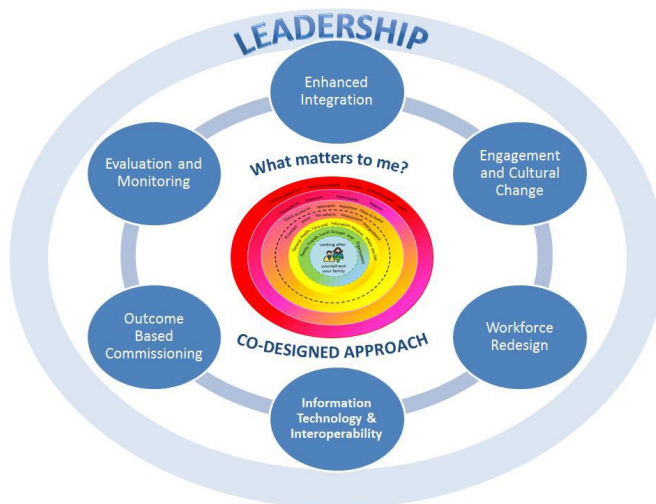 LEADERSHIP
Enhanced
Integration
Evaluation and
Monitoring
What matters to me?
Engagement
and Cultural
Change
Looking after
yourself and
your family
Outcome
Based
Commissioning
CO-DESIGNED APPROACH
Workforce
Redesign
Information
Technology &
Interoperability